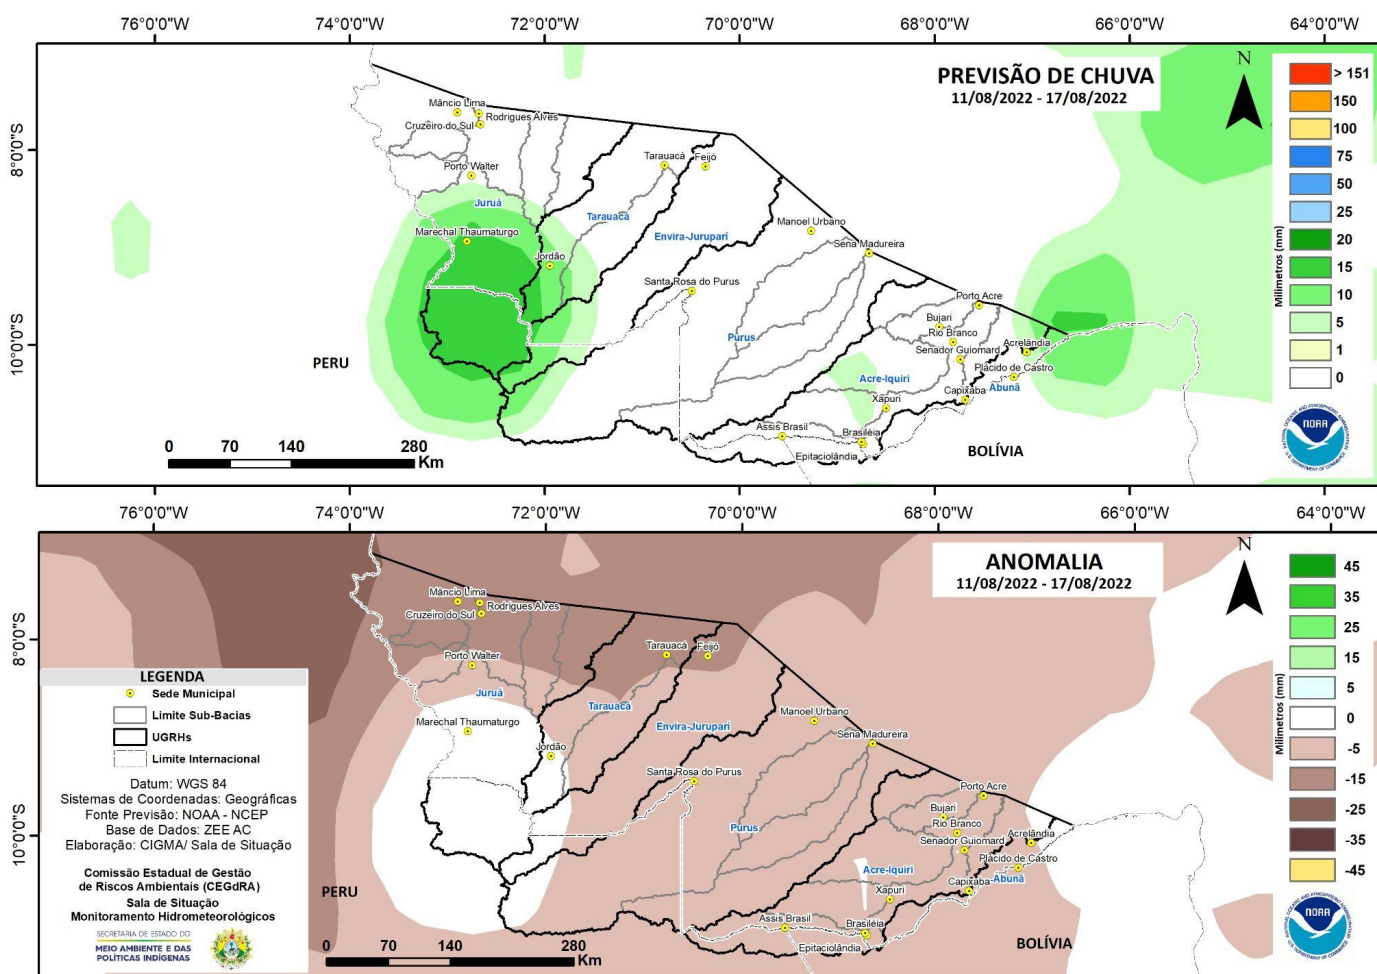 76°0'0"W 74°0'0"W 72°0'0"W 70°0'0"W 68°0'0"W 66°0'0"W 64°0'0"W
PREVISÃO DE CHUVA
11/08/2022 - 17/08/2022
N
8°0'0"S
10°0'0"S
Mâncio Lima
Rodrigues Alves
Cruzeiro do Sul
Porto Walter
Juruá
Marechal Thaumaturgo
Jordão
Tarauacá
Feijó
Tarauacá
Envira-Jurupari
Manoel Urbano
Sena Madureira
Santa Rosa do Purus
Purus
Porto Acre
Bujari
Rio Branco
Senador Guiomard
Acrelândia
Plácido de Castro
Acre-Iquiri
Abunã
Capixaba
Xapuri
Assis Brasil
Brasiléia
Epitaciolândia
PERU
BOLÍVIA
0 70 140 280
Km
Milímetros (mm)
> 151
150
100
75
50
25
20
15
10
5
1
0
NOAA
76°0'0"W 74°0'0"W 72°0'0"W 70°0'0"W 68°0'0"W 66°0'0"W 64°0'0"W
ANOMALIA
11/08/2022 - 17/08/2022
N
8°0'0"S
10°0'0"S
Mâncio Lima
Rodrigues Alves
Cruzeiro do Sul
Porto Walter
Juruá
Marechal Thaumaturgo
Jordão
Tarauacá
Feijó
Tarauacá
Envira-Jurupari
Manoel Urbano
Sena Madureira
Santa Rosa do Purus
Purus
Porto Acre
Bujari
Rio Branco
Senador Guiomard
Acrelândia
Plácido de Castro
Acre-Iquiri
Abunã
Capixaba
Xapuri
Assis Brasil
Brasiléia
Epitaciolândia
PERU
BOLÍVIA
0 70 140 280
Km
Milímetros (mm)
45
35
25
15
5
0
-5
-15
-25
-35
-45
NOAA
LEGENDA
Sede Municipal
Limite Sub-Bacias
UGRHs
Limite Internacional
Datum: WGS 84
Sistemas de Coordenadas: Geográficas
Fonte Previsão: NOAA - NCEP
Base de Dados: ZEE AC
Elaboração: CIGMA/ Sala de Situação
Comissão Estadual de Gestão
de Riscos Ambientais (CEGdRA)
Sala de Situação
Monitoramento Hidrometeorológicos
SECRETARIA DE ESTADO DO
MEIO AMBIENTE E DAS
POLÍTICAS INDÍGENAS